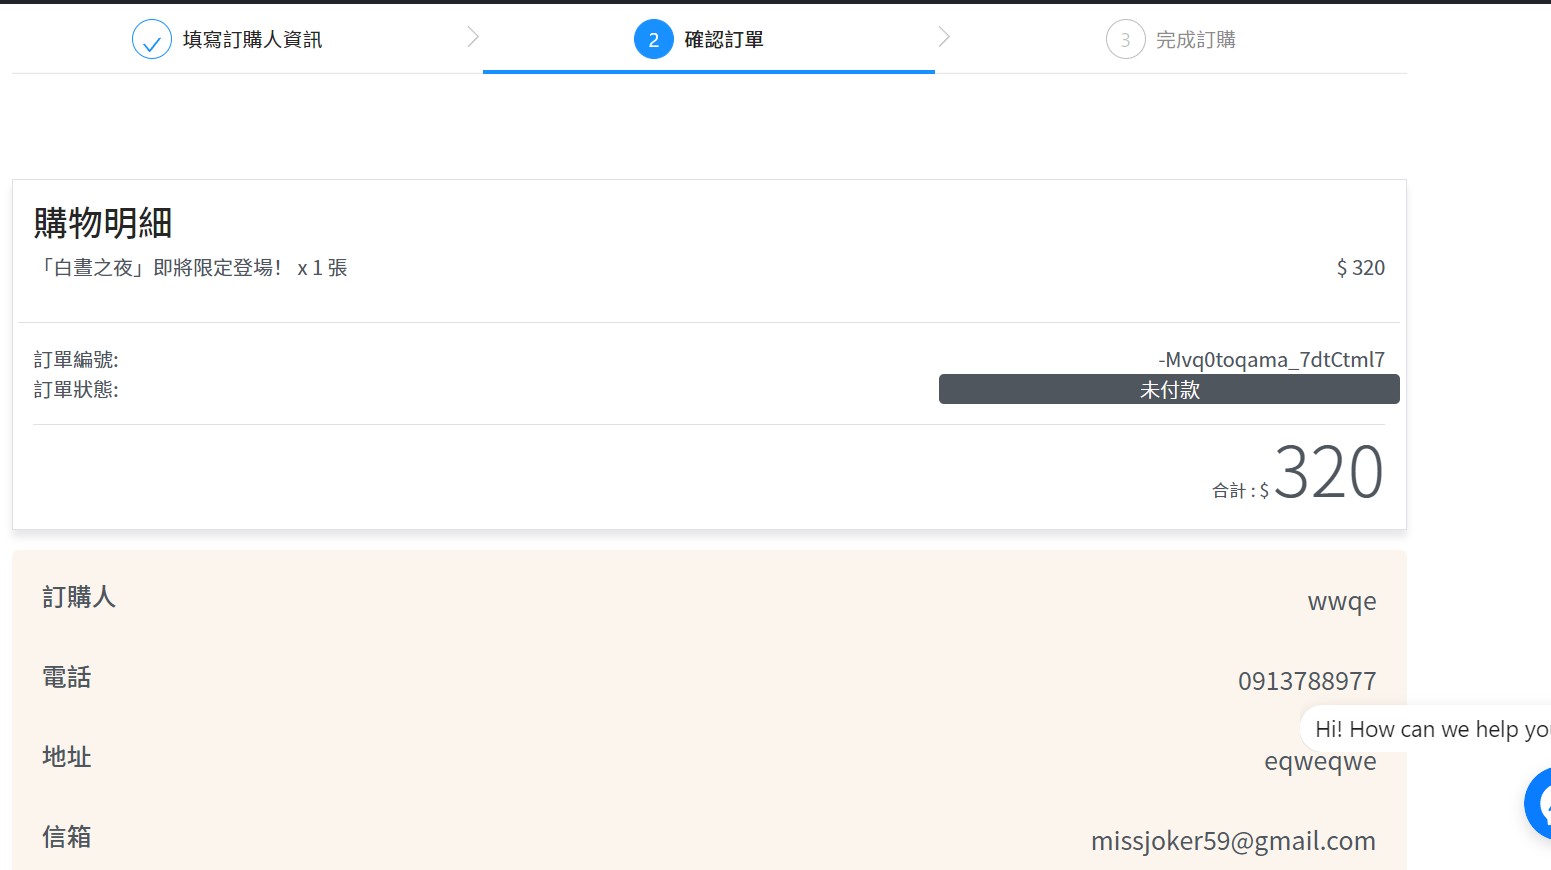 填寫訂購人資訊
2 確認訂單
3 完成訂購
購物明細
「白晝之夜」即將限定登場！ x 1 張 $ 320
訂單編號: -Mvq0toqama_7dtCtml7
訂單狀態: 未付款
合計 : $ 320
訂購人 wwqe
電話 0913788977
Hi! How can we help yo
地址 eqweqwe
信箱 missjoker59@gmail.com